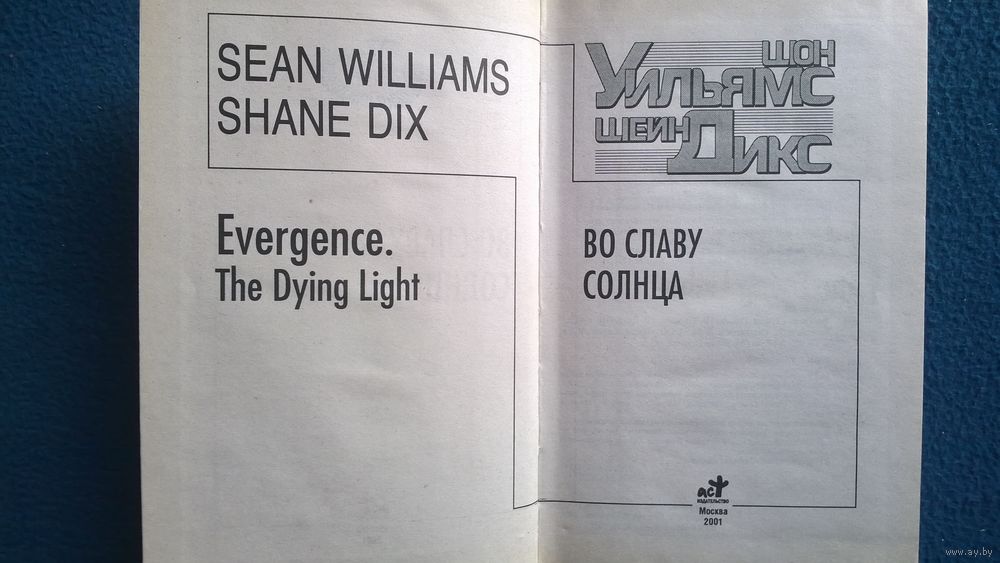 SEAN WILLIAMS
SHANE DIX
Evergence.
The Dying Light
ШОН
УИЛЬЯМС
ШЕЙН ДИКС
ВО СЛАВУ
СОЛНЦА
аст
ИЗДАТЕЛЬСТВО
Москва
2001
www.ay.by